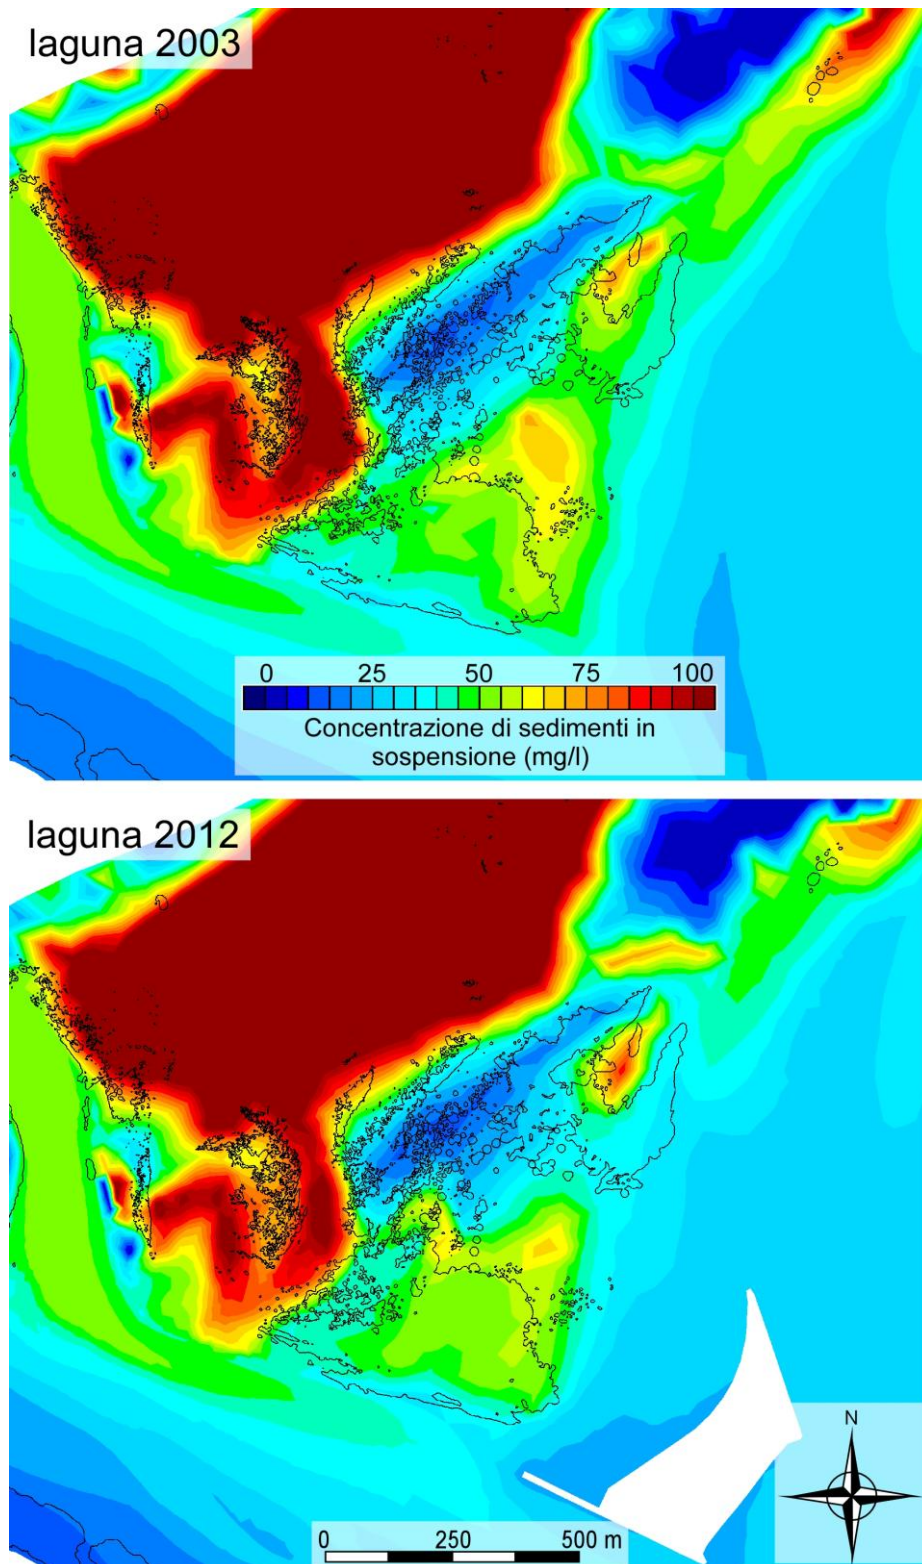 laguna 2003
0 25 50 75 100
Concentrazione di sedimenti in
sospensione (mg/l)
laguna 2012
N
0 250 500 m